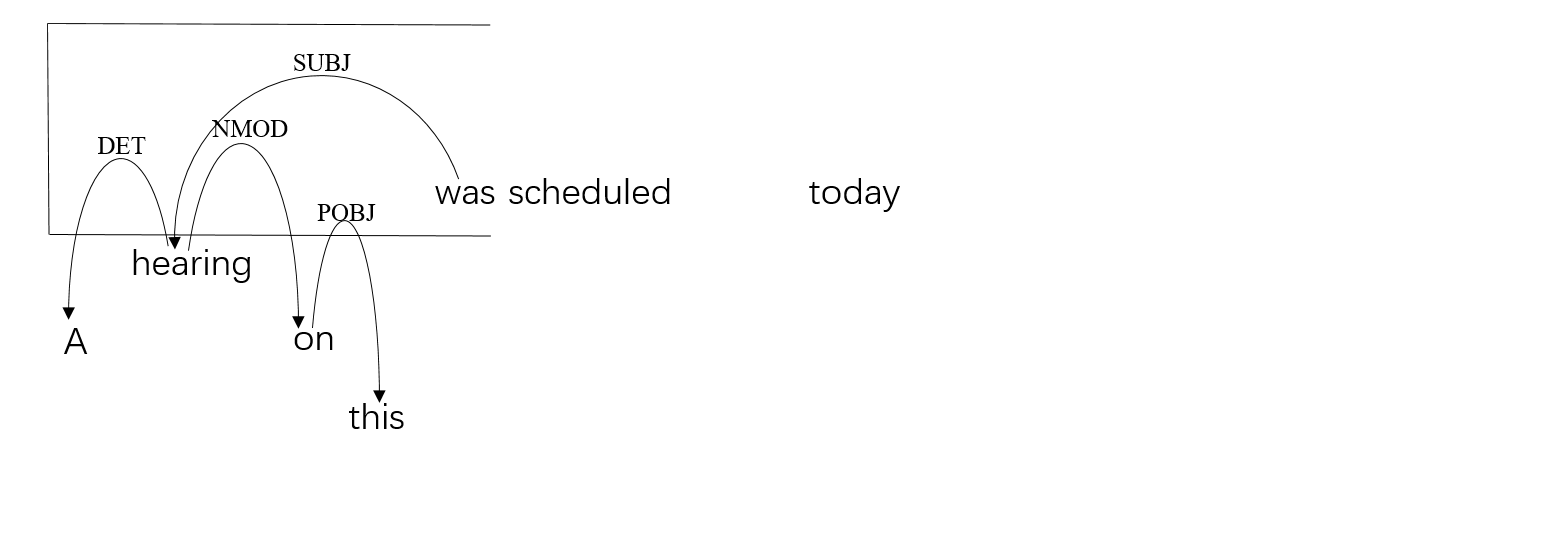 SUBJ
NMOD
DET
was scheduled today
POBJ
hearing
A on
this